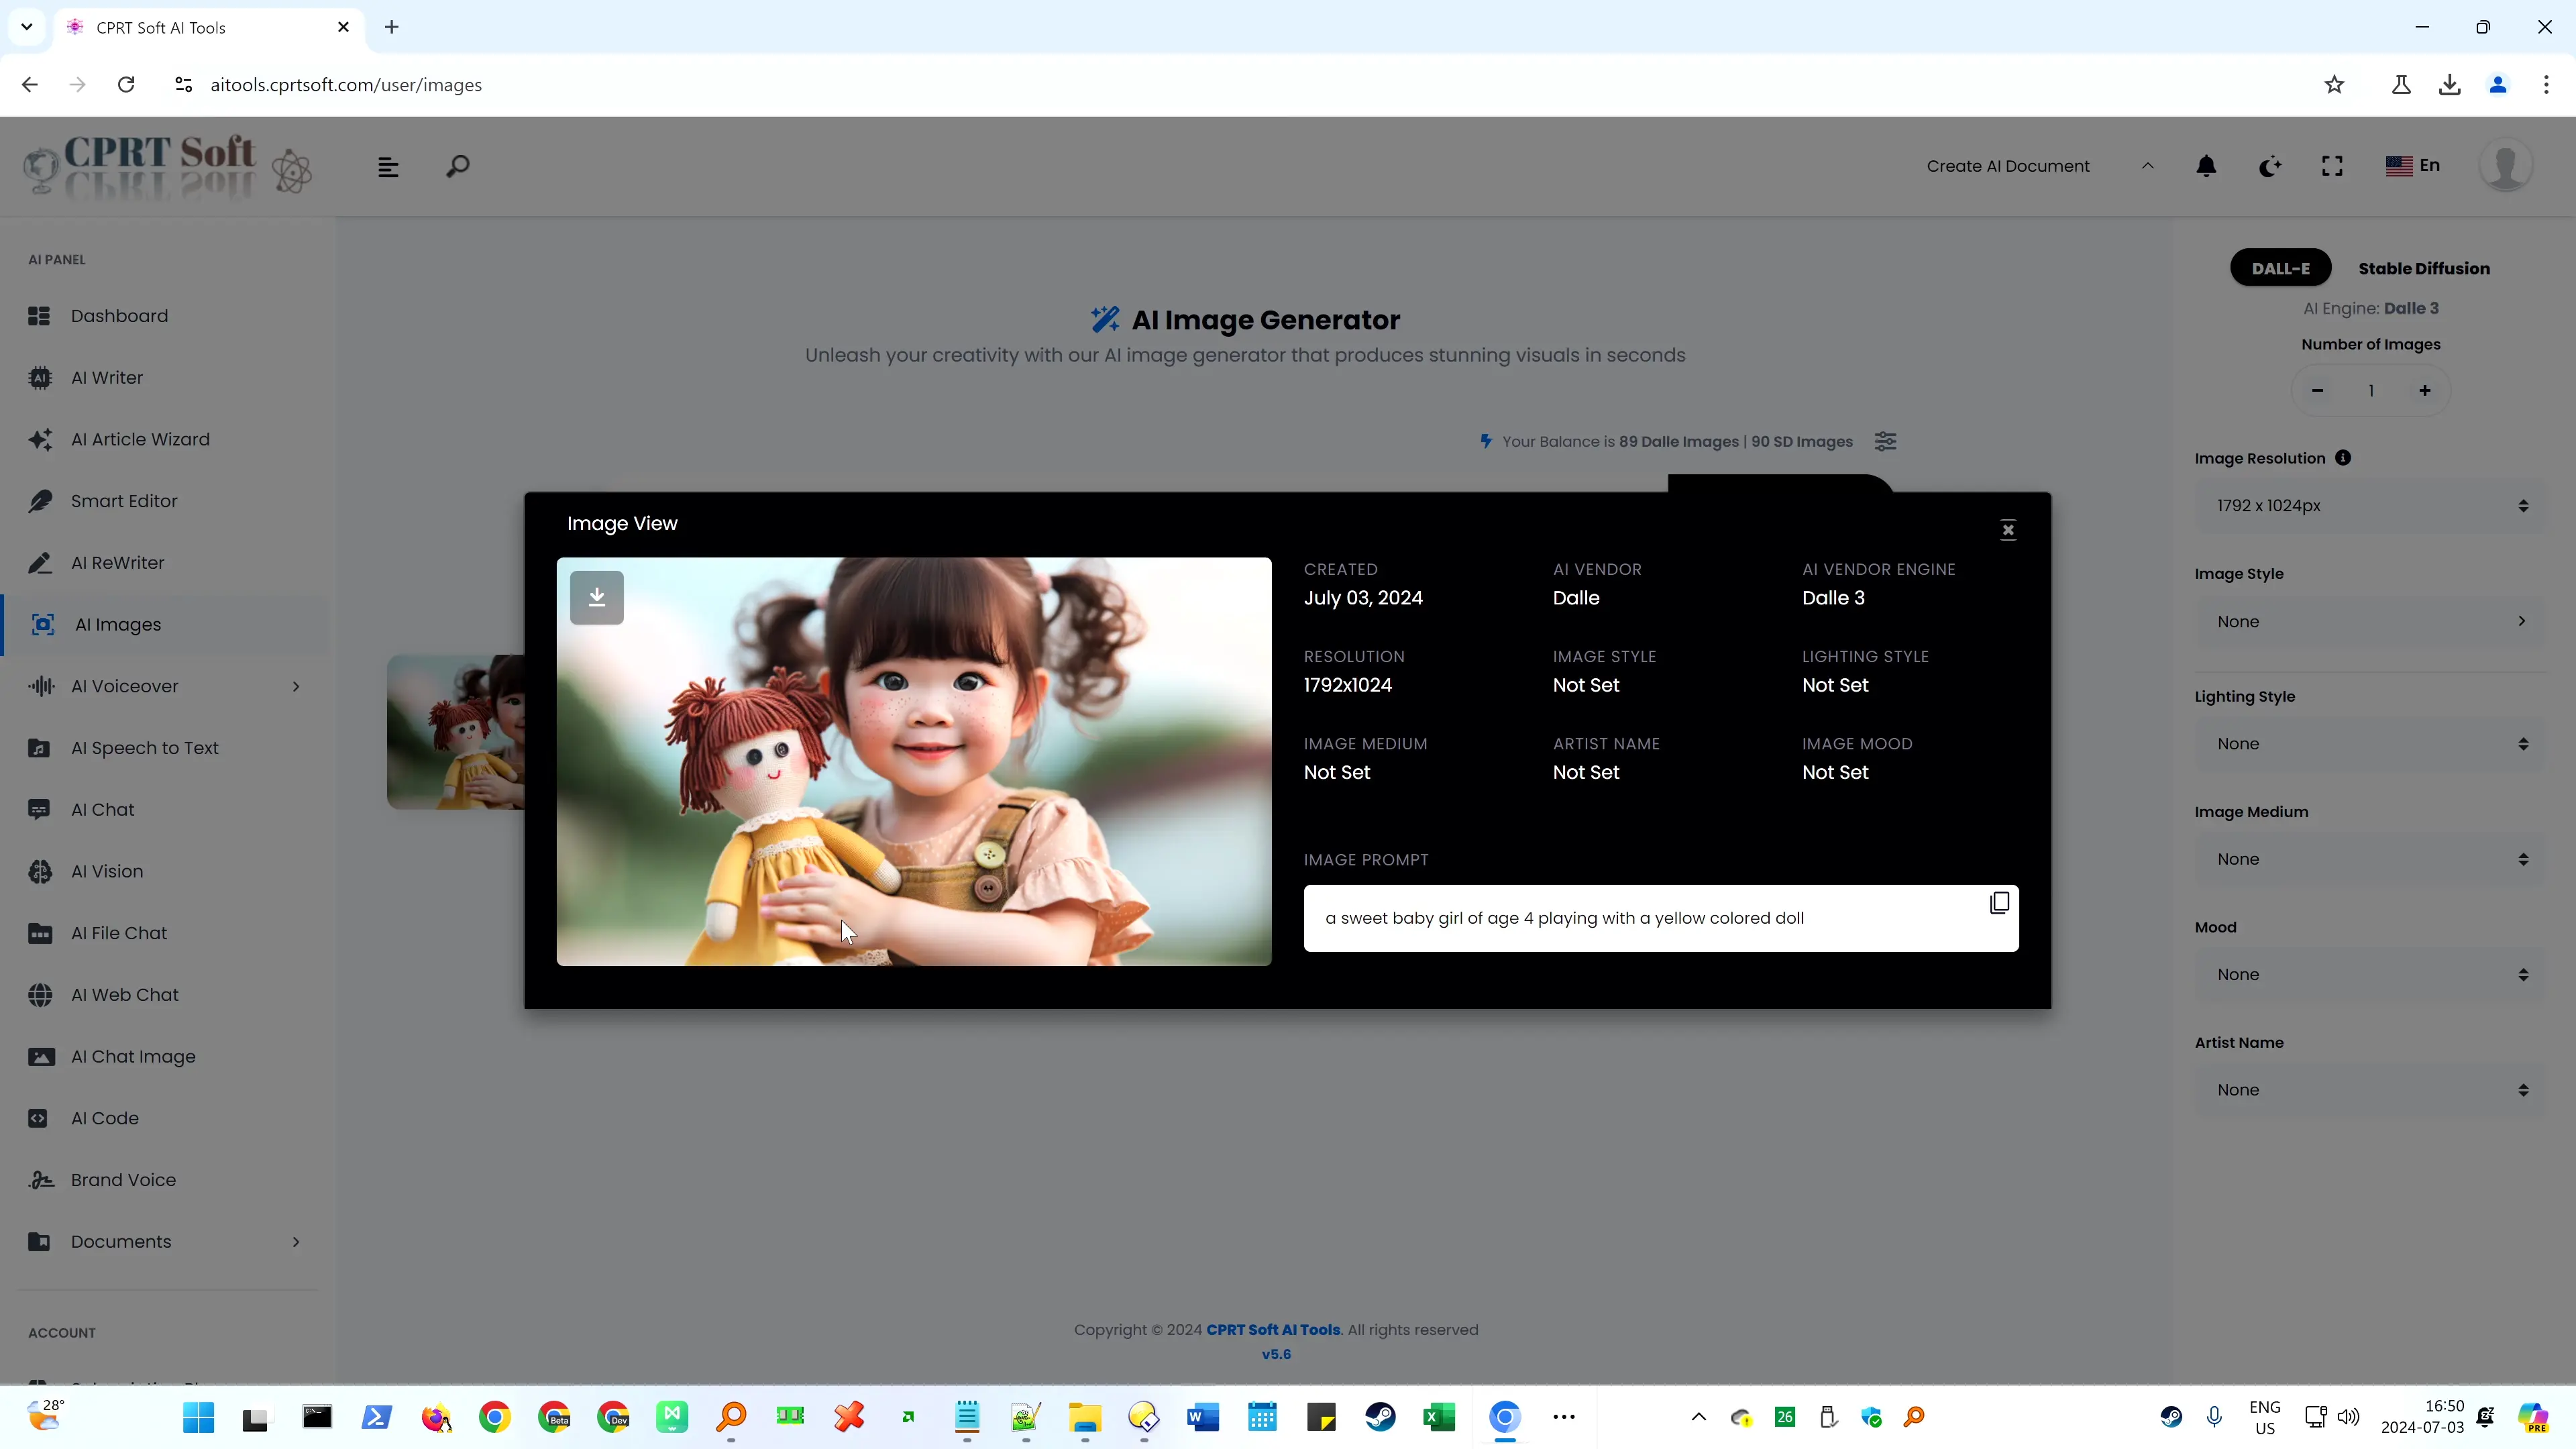 CPRT Soft AI Tools
aitools.cprtsoft.com/user/images
CPRT Soft
Create AI Document
En
AI PANEL
Dashboard
AI Writer
AI Article Wizard
Smart Editor
AI ReWriter
AI Images
AI Voiceover
AI Speech to Text
AI Chat
AI Vision
AI File Chat
AI Web Chat
AI Chat Image
AI Code
Brand Voice
Documents
ACCOUNT
AI Image Generator
Unleash your creativity with our AI image generator that produces stunning visuals in seconds
Your Balance is 89 Dalle Images | 90 SD Images
Image View
CREATED
July 03, 2024
AI VENDOR
Dalle
AI VENDOR ENGINE
Dalle 3
RESOLUTION
1792x1024
IMAGE STYLE
Not Set
LIGHTING STYLE
Not Set
IMAGE MEDIUM
Not Set
ARTIST NAME
Not Set
IMAGE MOOD
Not Set
IMAGE PROMPT
a sweet baby girl of age 4 playing with a yellow colored doll
DALL-E
Stable Diffusion
AI Engine: Dalle 3
Number of Images
1
Image Resolution
1792 x 1024px
Image Style
None
Lighting Style
None
Image Medium
None
Mood
None
Artist Name
None
Copyright © 2024 CPRT Soft AI Tools. All rights reserved
v5.6
28°
Beta
Dev
26
ENG
US
16:50
2024-07-03
PRE